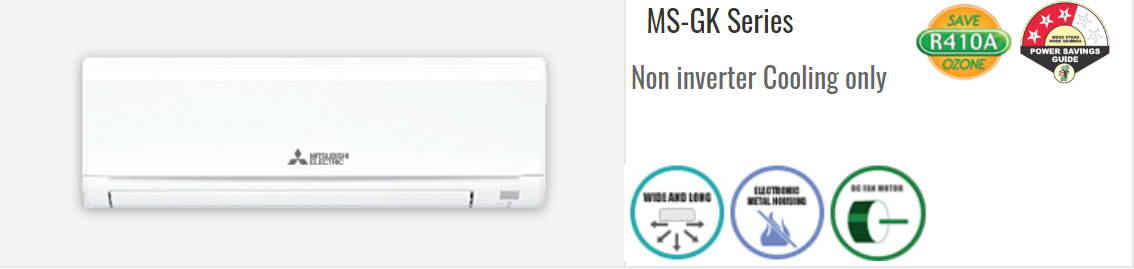 MS-GK Series
Non inverter Cooling only
SAVE
R410A
OZONE
MORE STARS
MORE SAVINGS
POWER SAVINGS
GUIDE
MITSUBISHI
ELECTRIC
WIDE AND LONG
ELECTRONIC
METAL HOUSING
DC FAN MOTOR